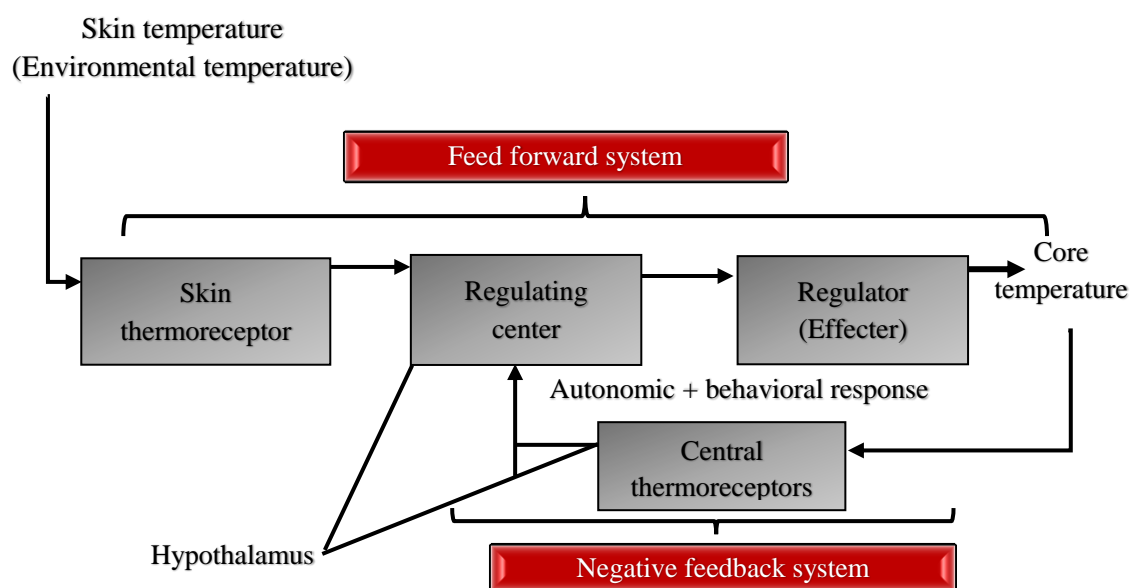 Skin temperature
(Environmental temperature)
Feed forward system
Skin
thermoreceptor
Regulating
center
Regulator
(Effecter)
Core
temperature
Autonomic + behavioral response
Central
thermoreceptors
Hypothalamus
Negative feedback system